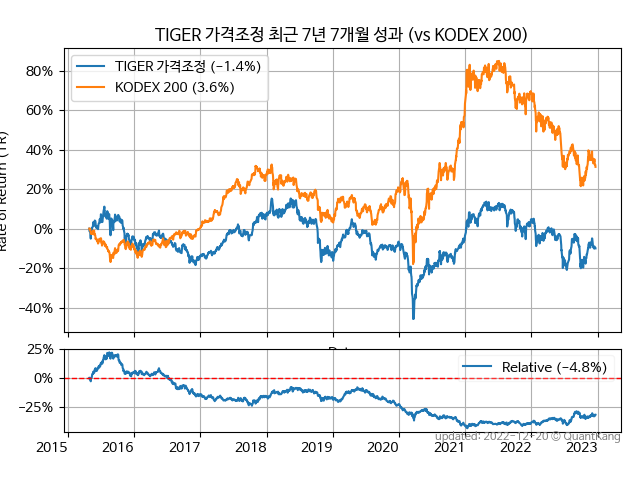 TIGER 가격조정 최근 7년 7개월 성과 (vs KODEX 200)
TIGER 가격조정 (−1.4%)
KODEX 200 (3.6%)
80%
60%
40%
20%
0%
−20%
−40%
Rate of Return (TR)
25%
0%
−25%
Relative (−4.8%)
2015 2016 2017 2018 2019 2020 2021 2022 2023
updated: 2022-12-20 © QuantKang